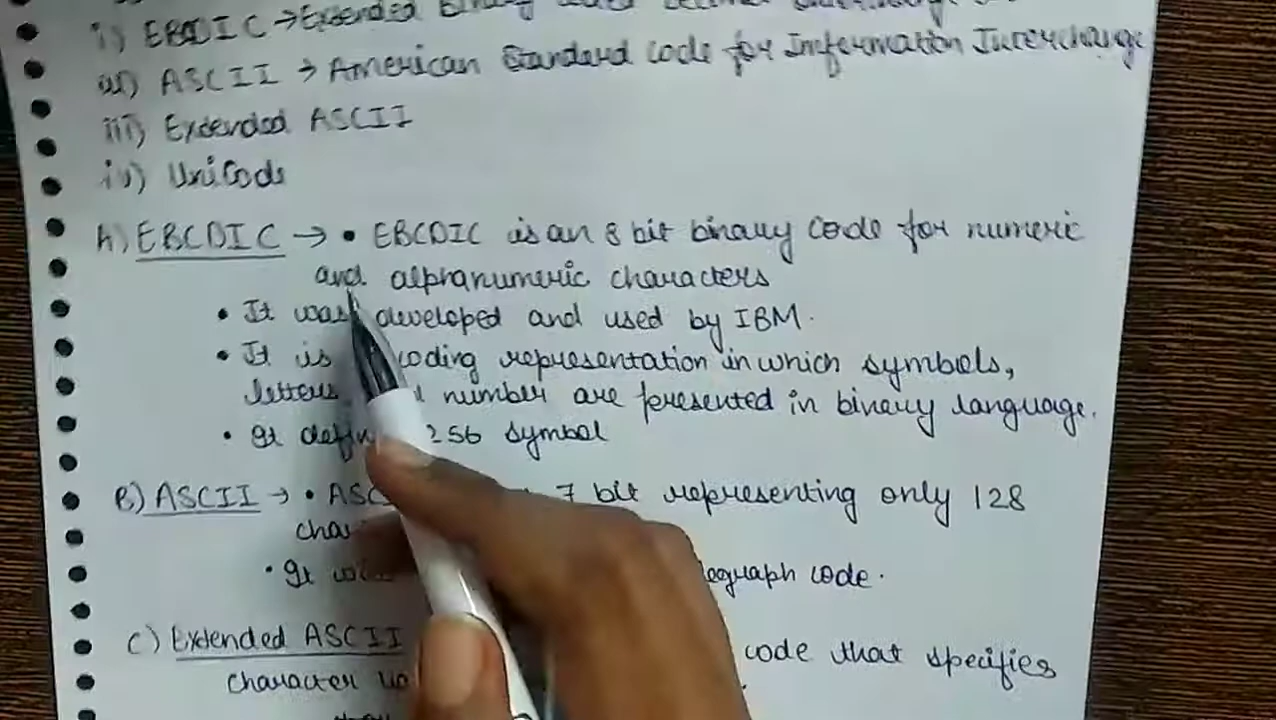 i) EBCDIC → Extended Binary
iii) ASCII → American Standard Code for Information Interchange
iii) Extended ASCII
iv) UniCode
A) EBCDIC → • EBCDIC is an 8 bit binary code for numeric
and alphanumeric characters
• It was developed and used by IBM.
• It is coding representation in which symbols,
letters number are presented in binary language.
• It 256 symbol
B) ASCII → • 7 bit representing only 128
• It code.
C) Extended ASCII code that specifies
character